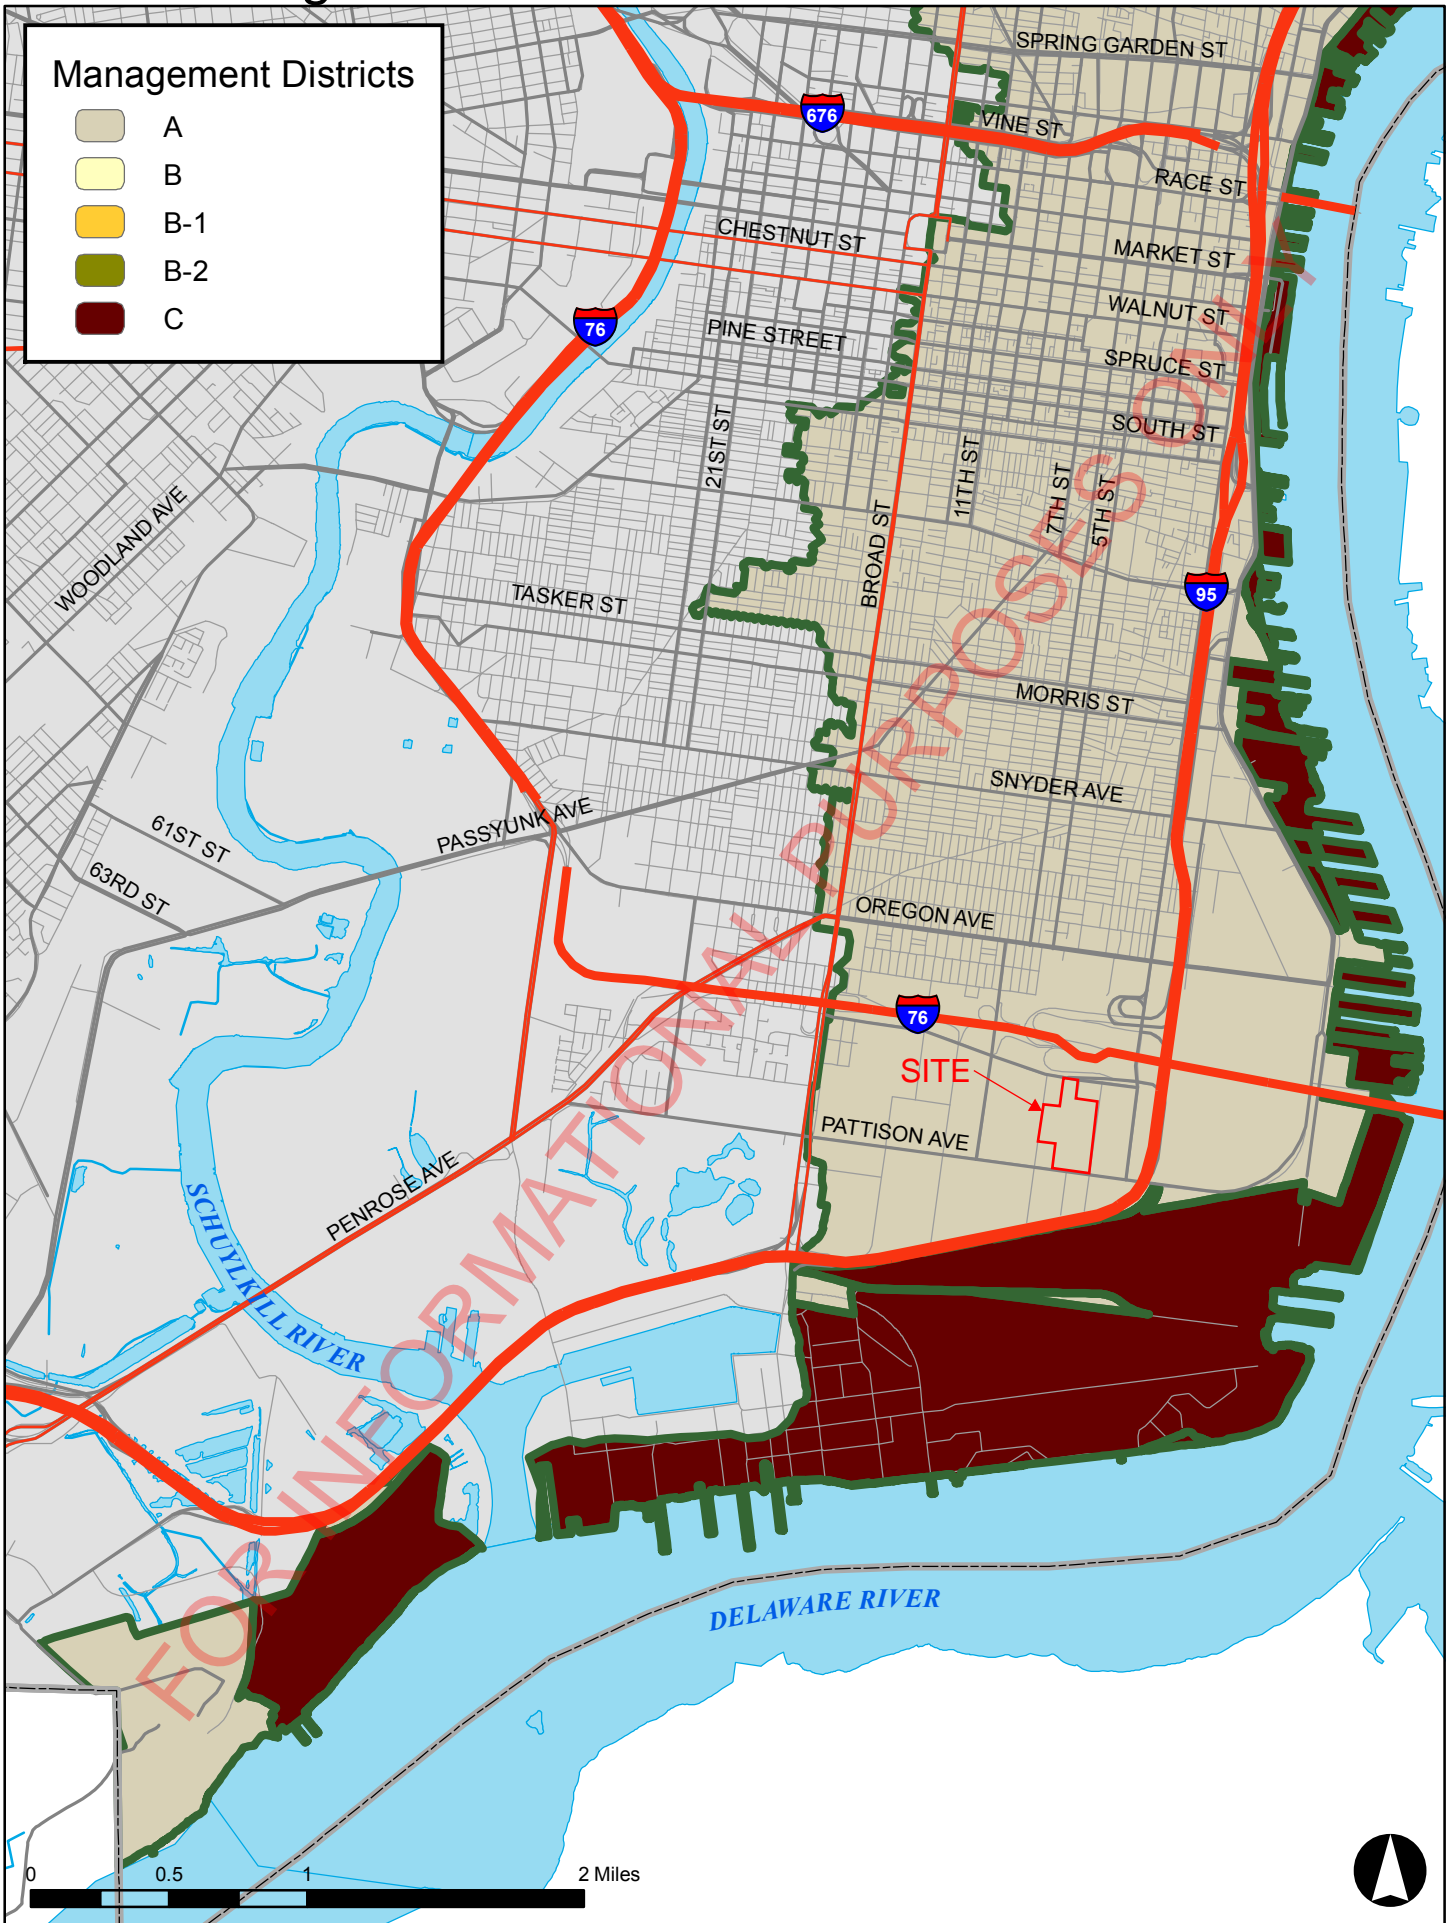 Management Districts
A
B
B-1
B-2
C
SPRING GARDEN ST
676
VINE ST
RACE ST
CHESTNUT ST
MARKET ST
WALNUT ST
76
PINE STREET
SPRUCE ST
SOUTH ST
21ST ST
11TH ST
7TH ST
5TH ST
WOODLAND AVE
BROAD ST
TASKER ST
95
MORRIS ST
SNYDER AVE
PASSYUNK AVE
61ST ST
63RD ST
OREGON AVE
76
SITE
PATTISON AVE
PENROSE AVE
SCHUYLKILL RIVER
DELAWARE RIVER
FOR INFORMATIONAL PURPOSES ONLY
0 0.5 1 2 Miles